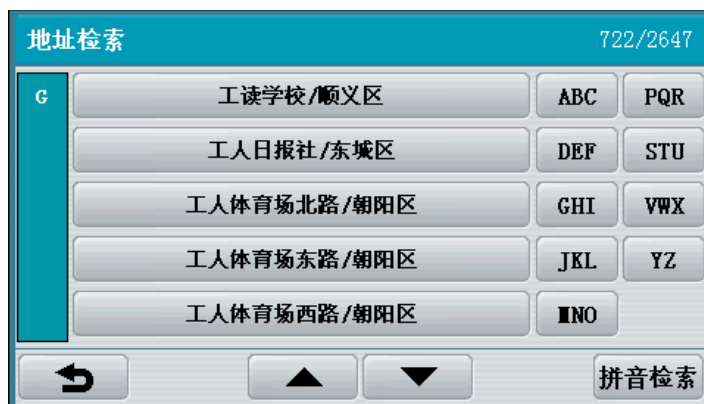 地址检索 722/2647
G 工读学校/顺义区 ABC PQR
工人日报社/东城区 DEF STU
工人体育场北路/朝阳区 GHI VWX
工人体育场东路/朝阳区 JKL YZ
工人体育场西路/朝阳区 MNO
拼音检索